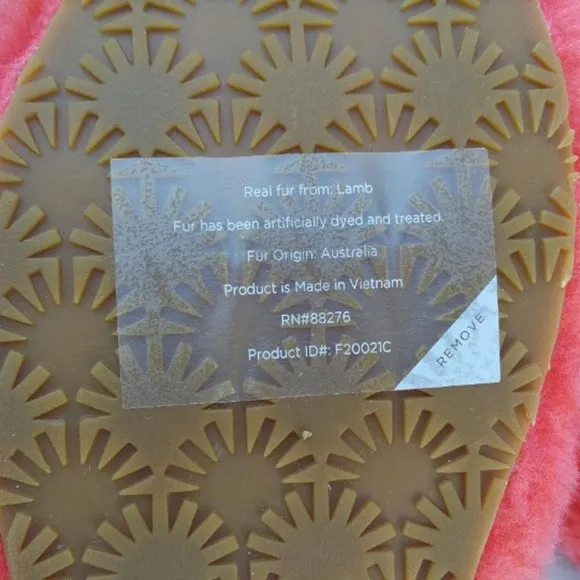 Real fur from: Lamb
Fur has been artificially dyed and treated.
Fur Origin: Australia
Product is Made in Vietnam
RN#88276
Product ID#: F20021C
REMOVE